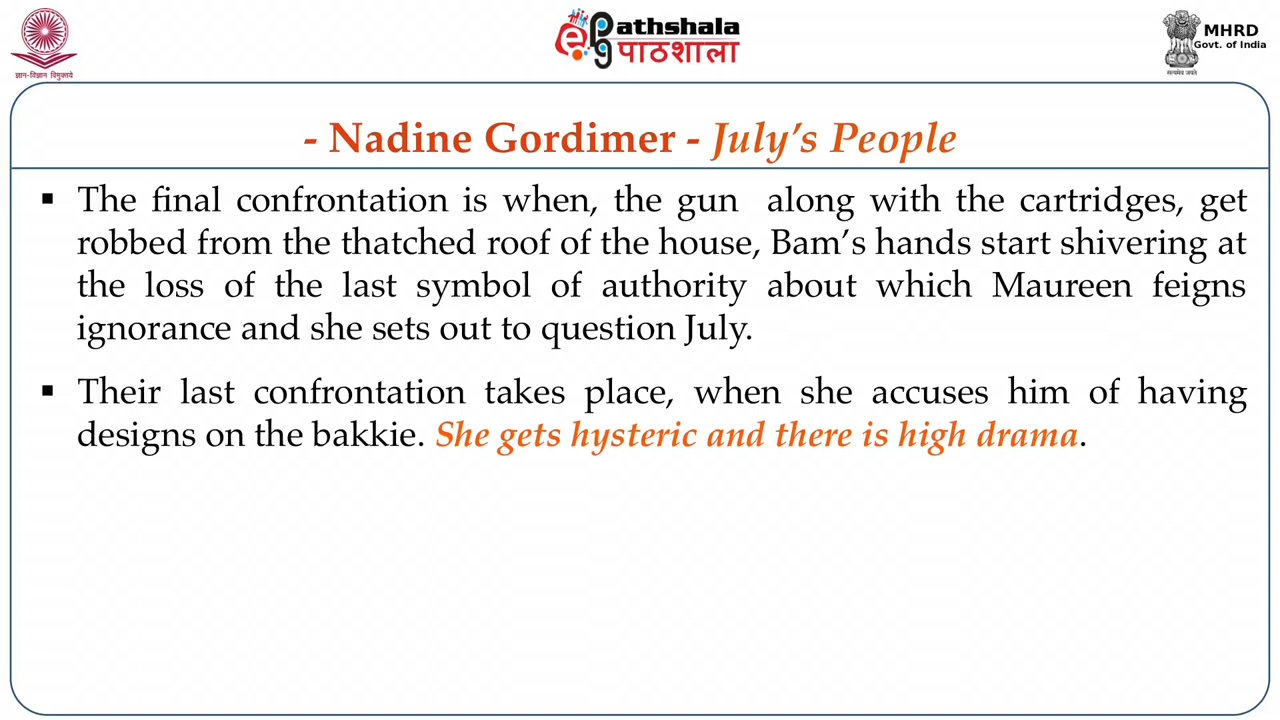 ePG Pathshala
पाठशाला
MHRD
Govt. of India
ज्ञान-विज्ञान विमुक्तये
सत्यमेव जयते
- Nadine Gordimer - July's People
▪ The final confrontation is when, the gun along with the cartridges, get
robbed from the thatched roof of the house, Bam's hands start shivering at
the loss of the last symbol of authority about which Maureen feigns
ignorance and she sets out to question July.
▪ Their last confrontation takes place, when she accuses him of having
designs on the bakkie. She gets hysteric and there is high drama.